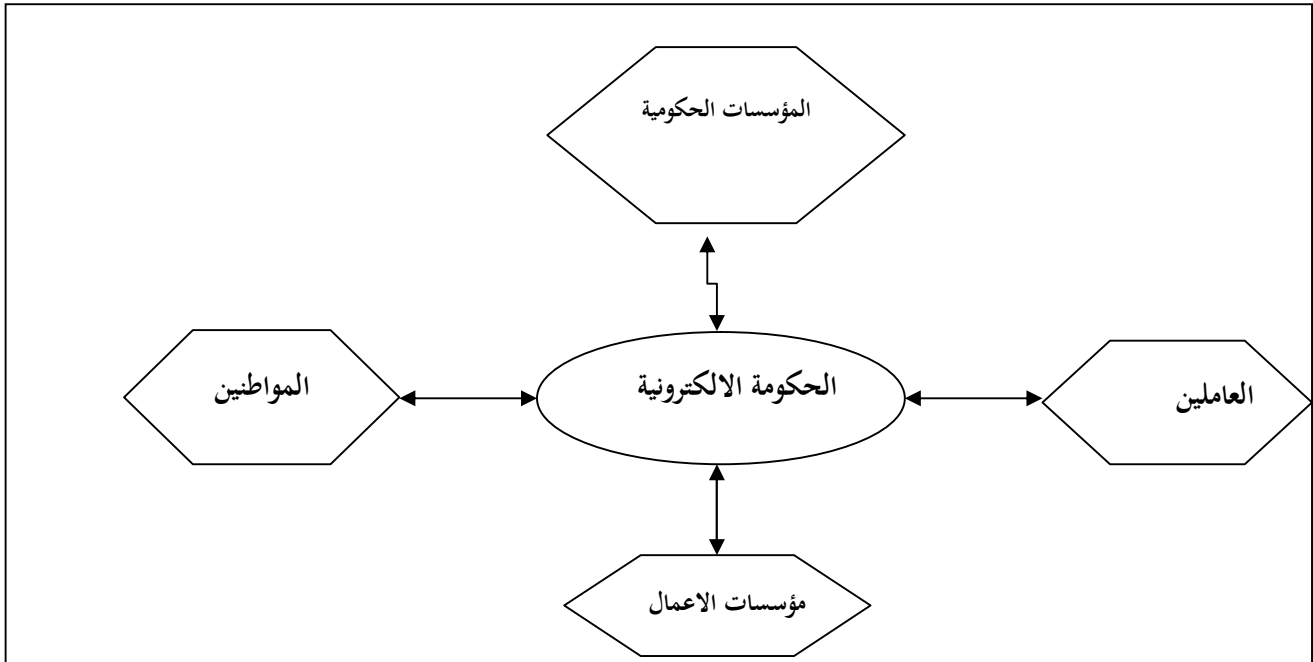 المؤسسات الحكومية
العاملين
الحكومة الالكترونية
المواطنين
مؤسسات الاعمال